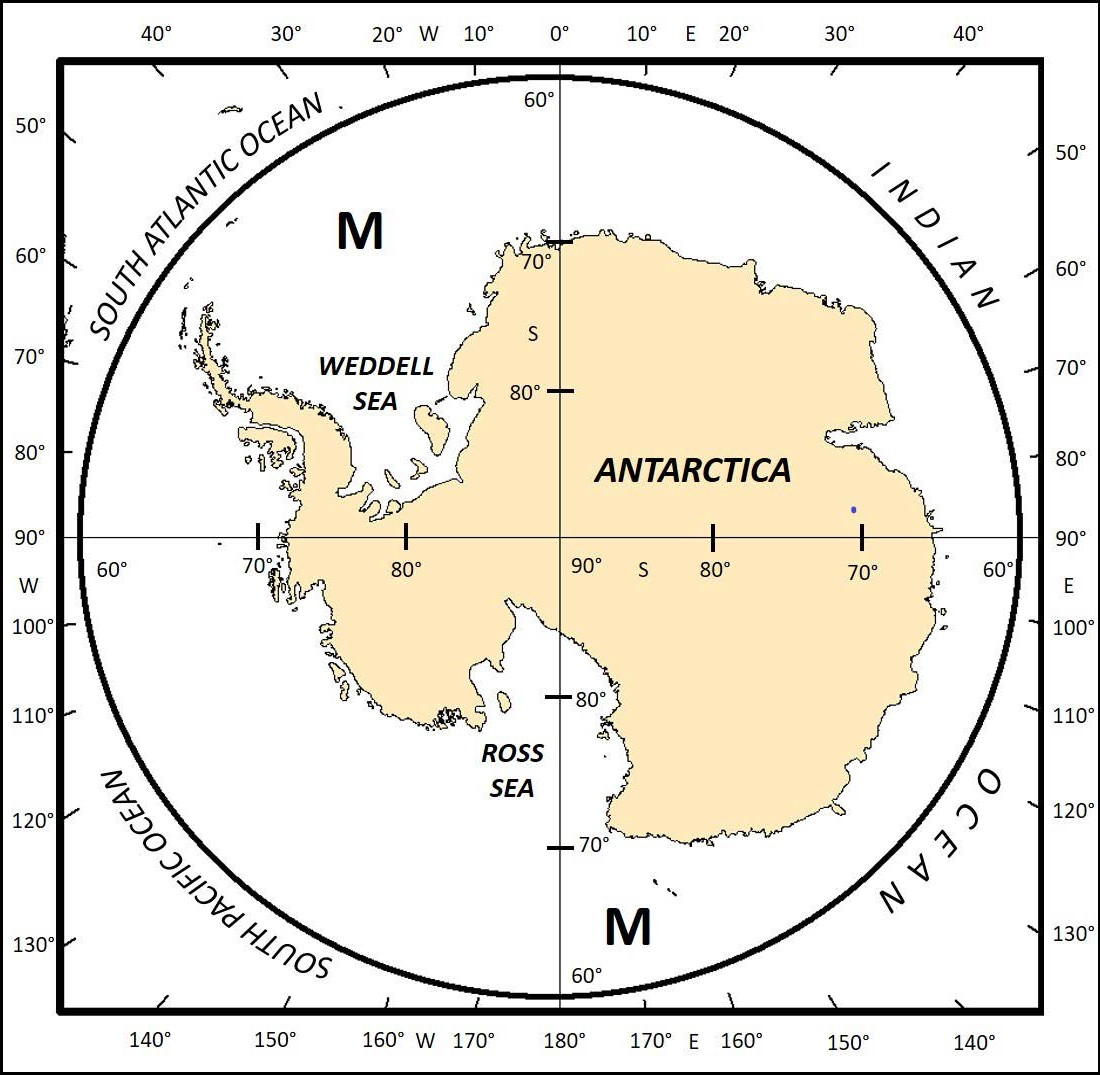 40° 30° 20° W 10° 0° 10° E 20° 30° 40°
60°
50°
50°
SOUTH ATLANTIC OCEAN
INDIAN
M
60°
60°
70°
S
70°
70°
WEDDELL
SEA
80°
80°
80°
ANTARCTICA
90°
90°
60° 70° 80° 90° S 80° 70° 60°
W
E
100°
100°
80°
110°
110°
ROSS
SEA
120°
120°
SOUTH PACIFIC OCEAN
OCEAN
70°
M
130°
130°
60°
140° 150° 160° W 170° 180° 170° E 160° 150° 140°